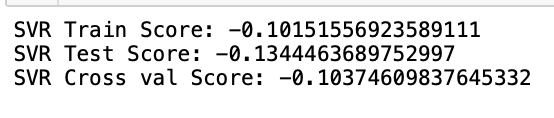 SVR Train Score: -0.10151556923589111
SVR Test Score: -0.1344463689752997
SVR Cross val Score: -0.10374609837645332